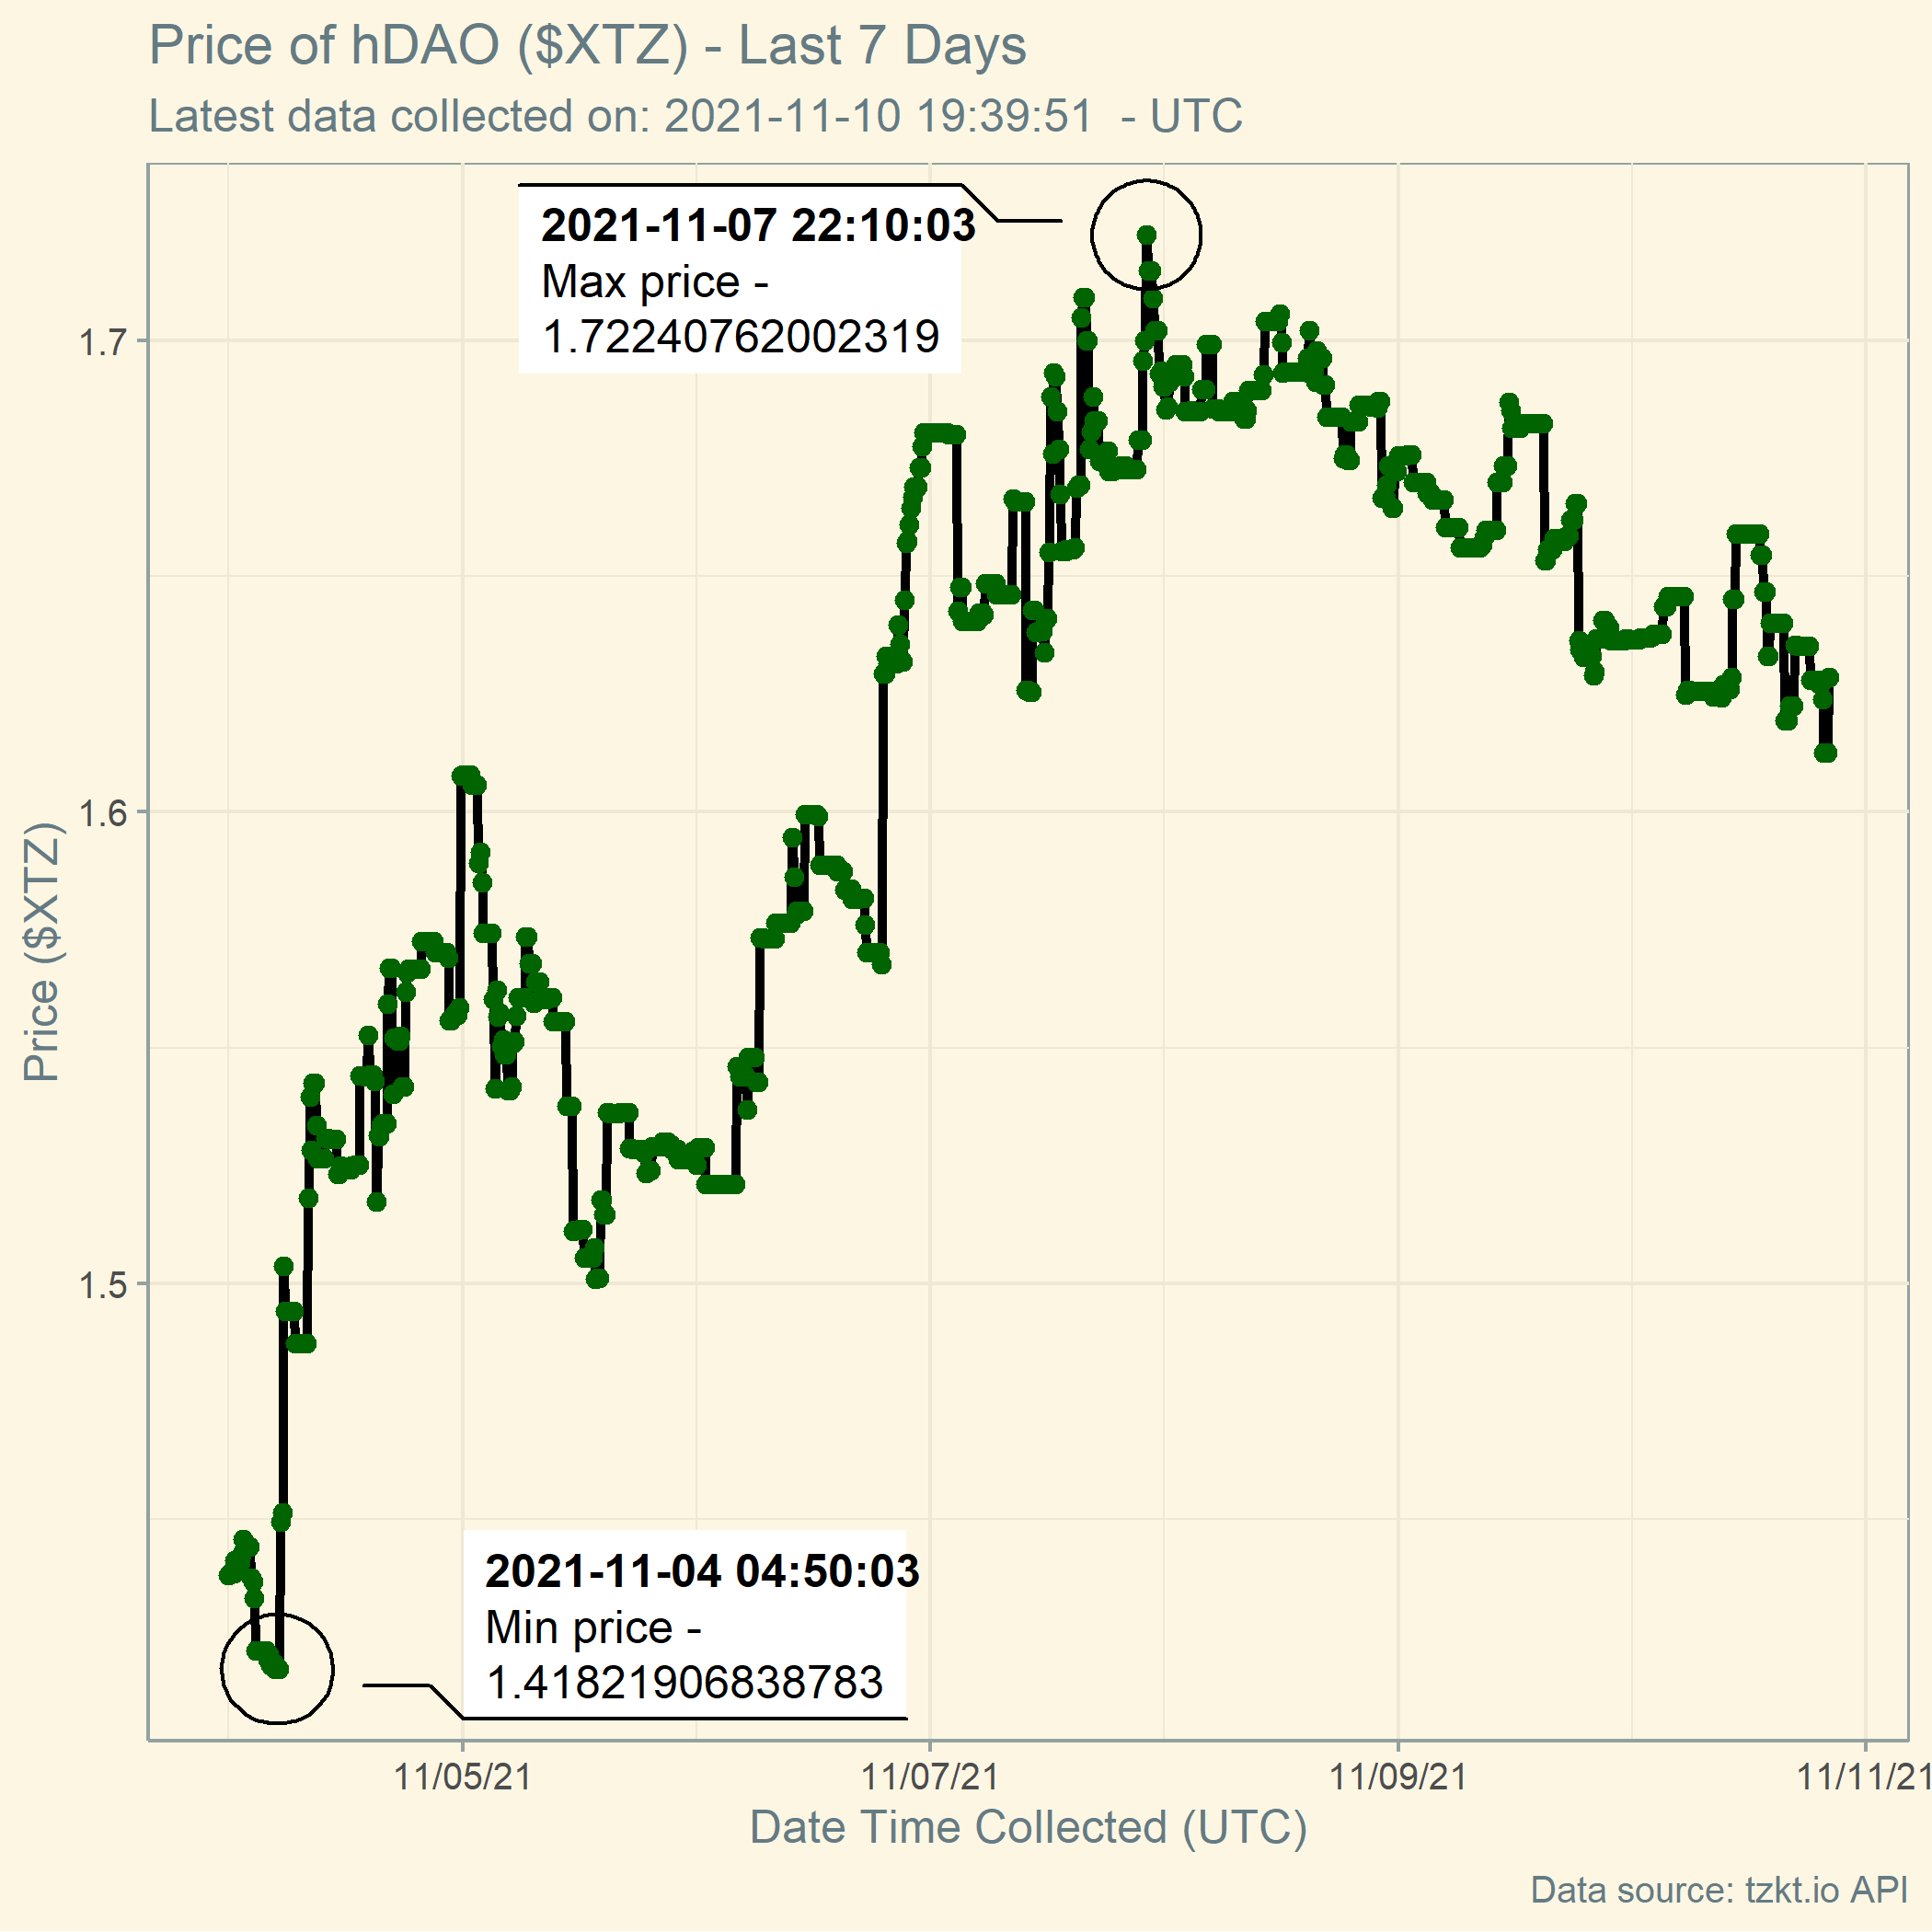 Price of hDAO ($XTZ) - Last 7 Days
Latest data collected on: 2021-11-10 19:39:51  - UTC
2021-11-07 22:10:03
Max price -
1.72240762002319
1.7
1.6
1.5
Price ($XTZ)
2021-11-04 04:50:03
Min price -
1.41821906838783
11/05/21
11/07/21
11/09/21
11/11/21
Date Time Collected (UTC)
Data source: tzkt.io API